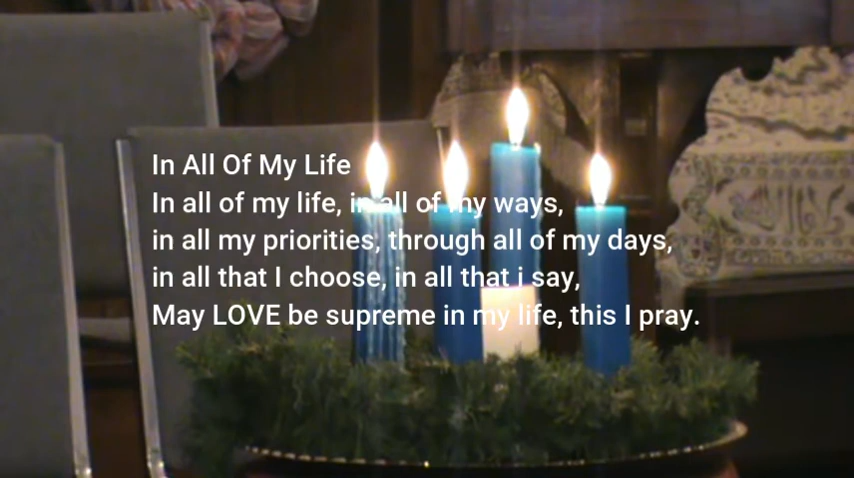 In All Of My Life
In all of my life, in all of my ways,
in all my priorities, through all of my days,
in all that I choose, in all that i say,
May LOVE be supreme in my life, this I pray.